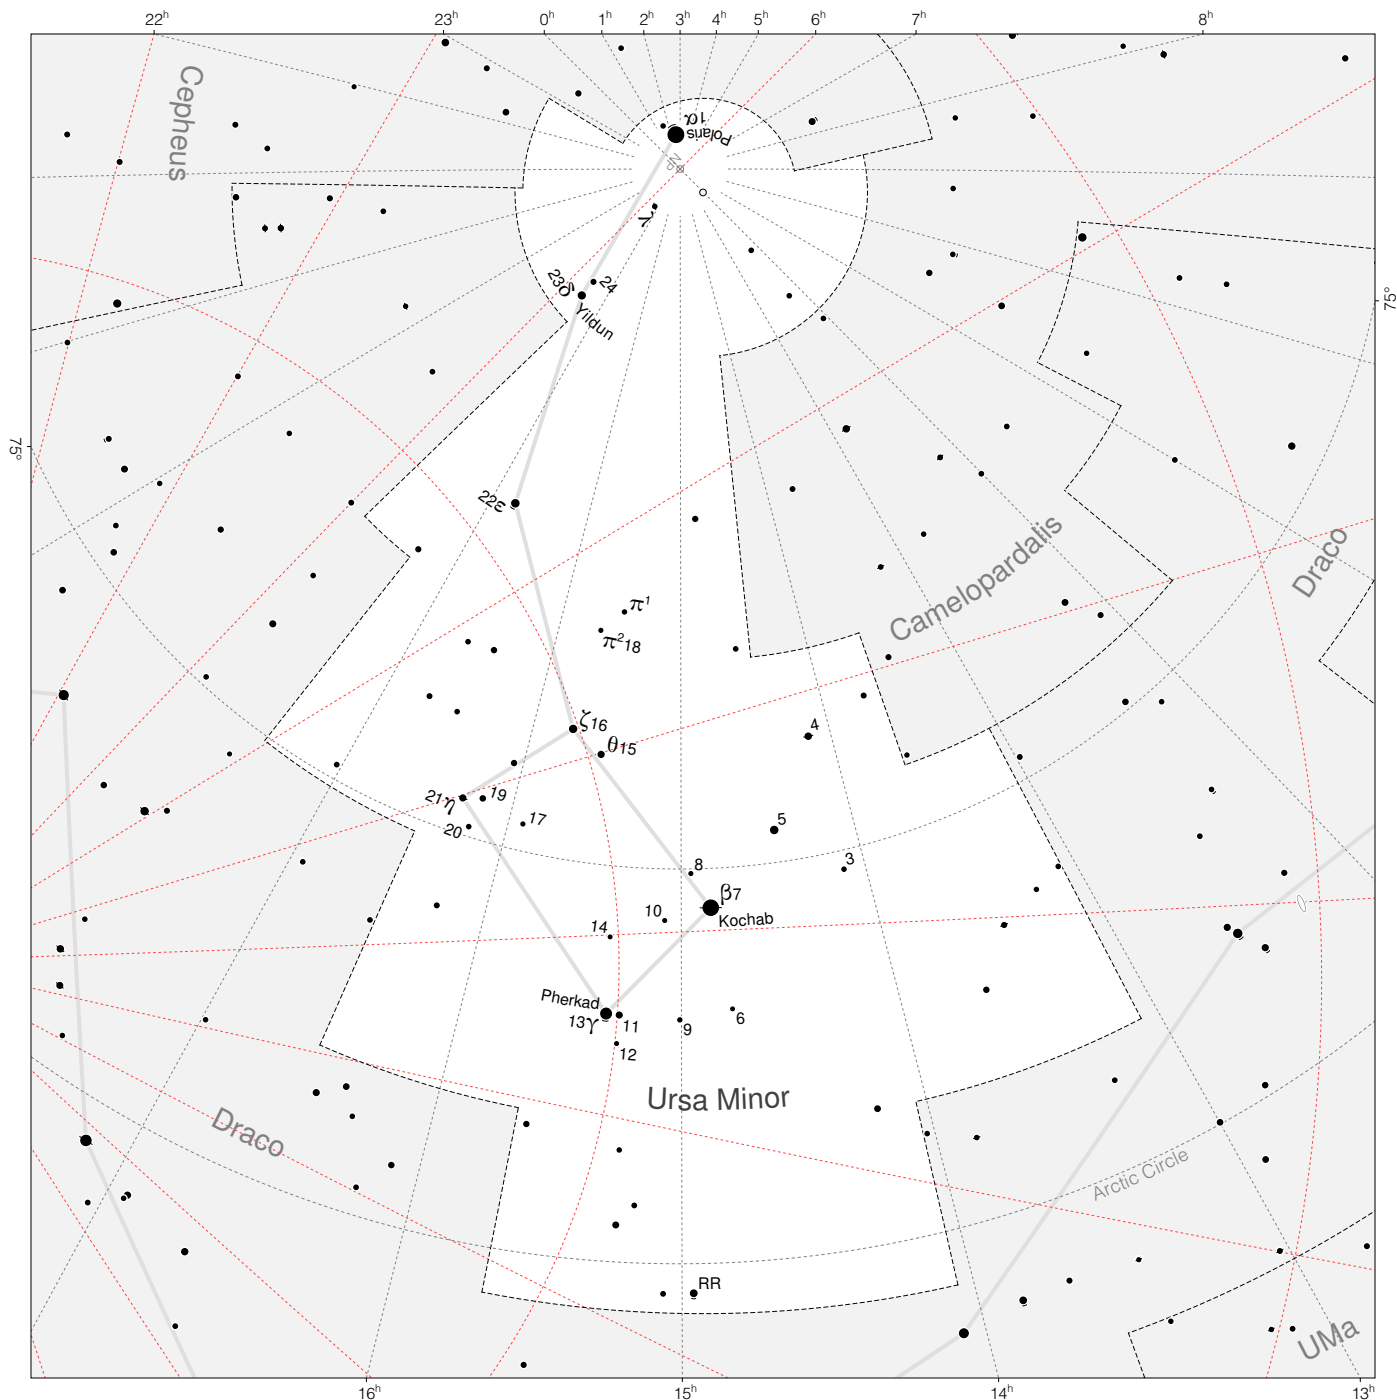 22h 23h 0h 1h 2h 3h 4h 5h 6h 7h 8h
Cepheus
1α
Polaris
NP
λ
23δ
24
Yildun
75°
75°
22ε
π1
π2 18
Camelopardalis
Draco
ζ16
θ15
4
21η
19
20
17
5
3
8
β7
Kochab
10
14
Pherkad
13γ
11
12
9
6
Ursa Minor
Draco
Arctic Circle
RR
UMa
16h 15h 14h 13h